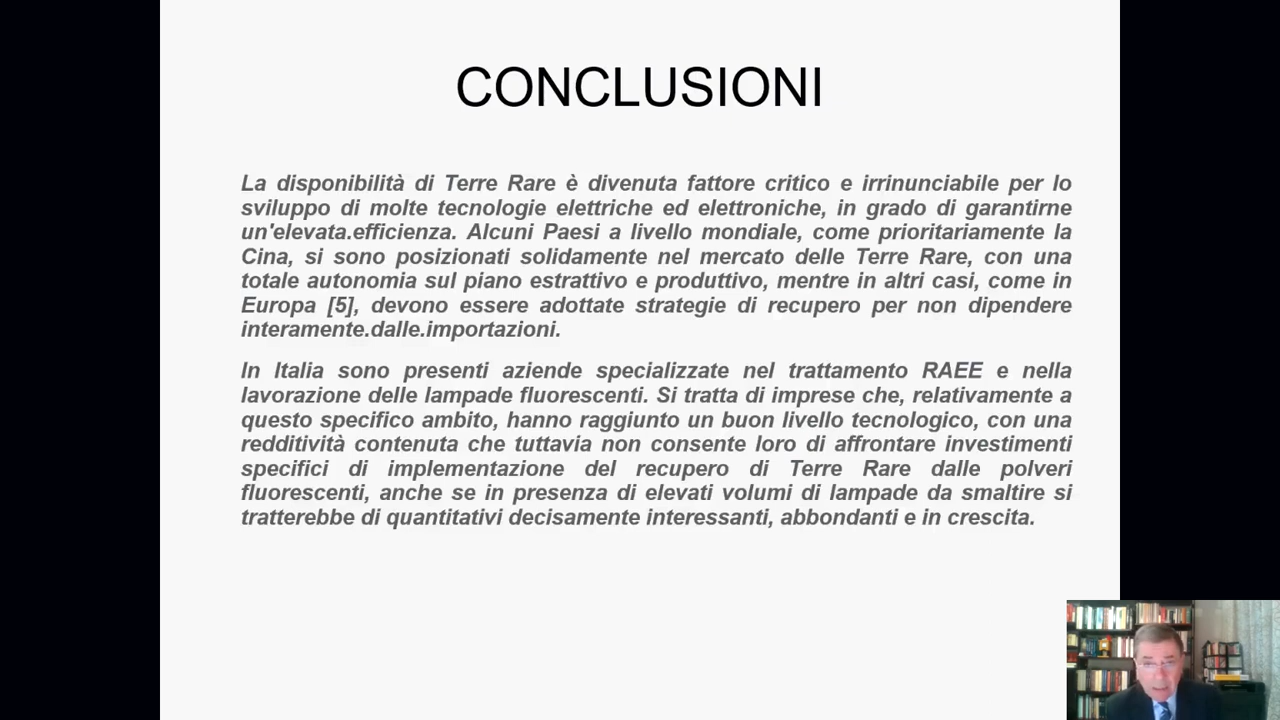 CONCLUSIONI
La disponibilità di Terre Rare è divenuta fattore critico e irrinunciabile per lo
sviluppo di molte tecnologie elettriche ed elettroniche, in grado di garantirne
un'elevata.efficienza. Alcuni Paesi a livello mondiale, come prioritariamente la
Cina, si sono posizionati solidamente nel mercato delle Terre Rare, con una
totale autonomia sul piano estrattivo e produttivo, mentre in altri casi, come in
Europa [5], devono essere adottate strategie di recupero per non dipendere
interamente.dalle.importazioni.
In Italia sono presenti aziende specializzate nel trattamento RAEE e nella
lavorazione delle lampade fluorescenti. Si tratta di imprese che, relativamente a
questo specifico ambito, hanno raggiunto un buon livello tecnologico, con una
redditività contenuta che tuttavia non consente loro di affrontare investimenti
specifici di implementazione del recupero di Terre Rare dalle polveri
fluorescenti, anche se in presenza di elevati volumi di lampade da smaltire si
tratterebbe di quantitativi decisamente interessanti, abbondanti e in crescita.